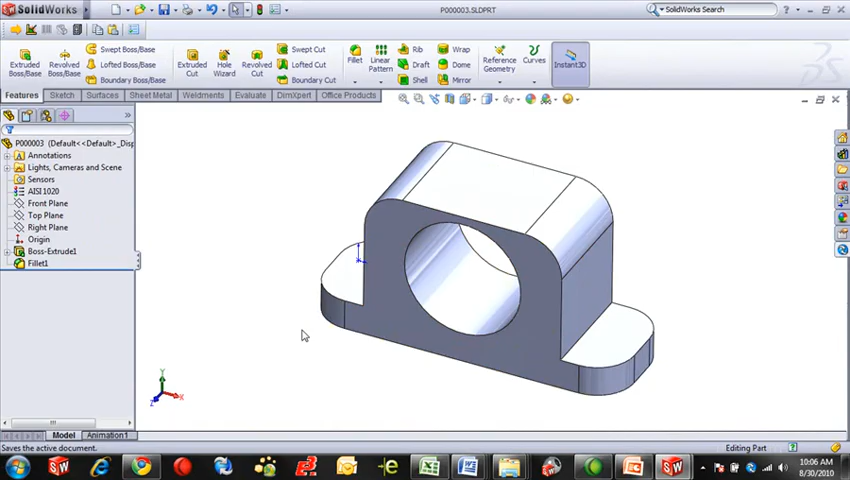 SolidWorks
P000003.SLDPRT
SolidWorks Search
Extruded Boss/Base
Revolved Boss/Base
Swept Boss/Base
Lofted Boss/Base
Boundary Boss/Base
Extruded Cut
Hole Wizard
Revolved Cut
Swept Cut
Lofted Cut
Boundary Cut
Fillet
Linear Pattern
Rib
Draft
Shell
Wrap
Dome
Mirror
Reference Geometry
Curves
Instant3D
Features
Sketch
Surfaces
Sheet Metal
Weldments
Evaluate
DimXpert
Office Products
P000003 (Default<<Default>_Disp
Annotations
Lights, Cameras and Scene
Sensors
AISI 1020
Front Plane
Top Plane
Right Plane
Origin
Boss-Extrude1
Fillet1
Y
X
Z
Model
Animation1
Saves the active document.
Editing Part
10:06 AM
8/30/2010